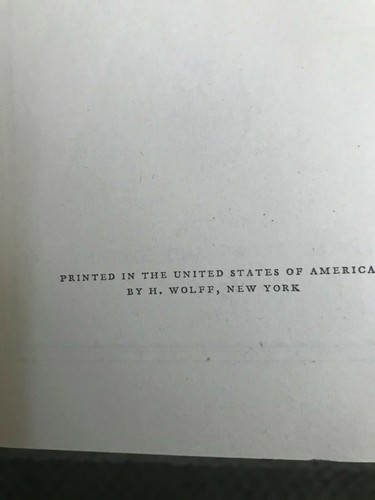 PRINTED IN THE UNITED STATES OF AMERICA
BY H. WOLFF, NEW YORK